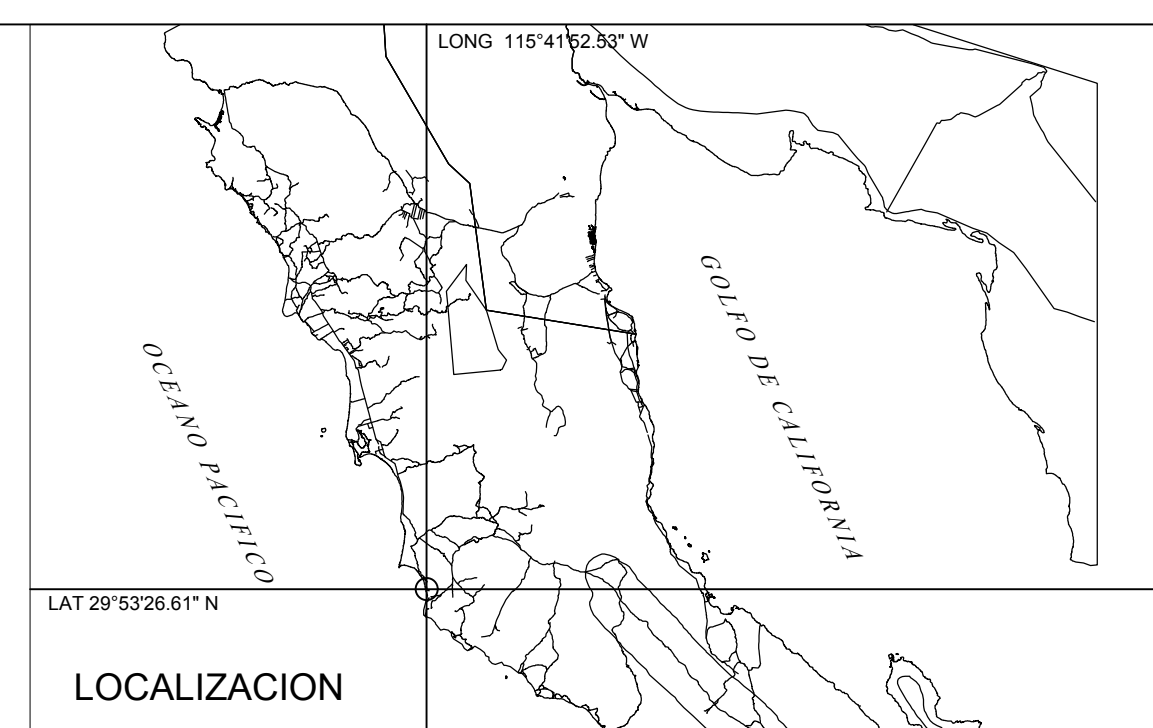 LONG 115°41'52.53" W
GOLFO DE CALIFORNIA
OCEANO PACIFICO
LAT 29°53'26.61" N
LOCALIZACION